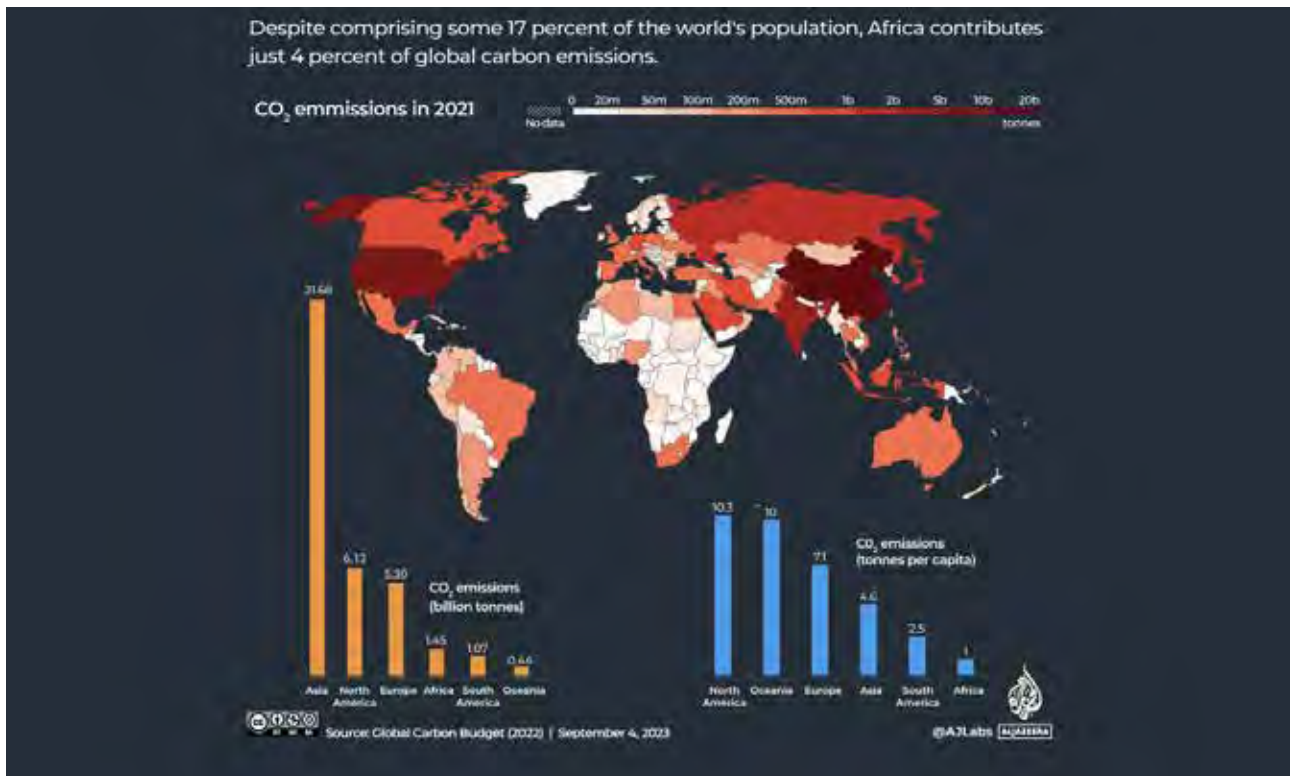 Despite comprising some 17 percent of the world's population, Africa contributes
just 4 percent of global carbon emissions.
CO₂ emmissions in 2021
No data
0 20m 50m 100m 200m 500m 1b 2b 5b 10b 20b
tonnes
21.68
6.12
5.30
1.45
1.07
0.46
CO₂ emissions
(billion tonnes)
Asia North Europe Africa South Oceania
America America
10.3
10
7.1
4.6
2.5
1
CO₂ emissions
(tonnes per capita)
North Oceania Europe Asia South Africa
America America
Source: Global Carbon Budget (2022) | September 4, 2023
@AJLabs
ALJAZEERA